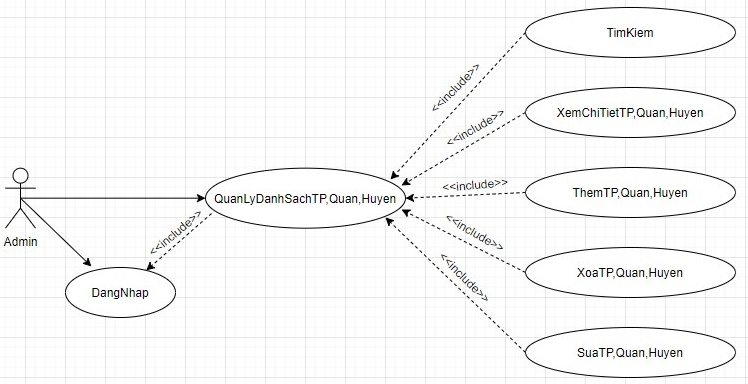 TimKiem
<<include>>
XemChiTietTP,Quan,Huyen
<<include>>
ThemTP,Quan,Huyen
<<include>>
QuanLyDanhSachTP,Quan,Huyen
Admin
<<include>>
<<include>>
XoaTP,Quan,Huyen
<<include>>
DangNhap
SuaTP,Quan,Huyen